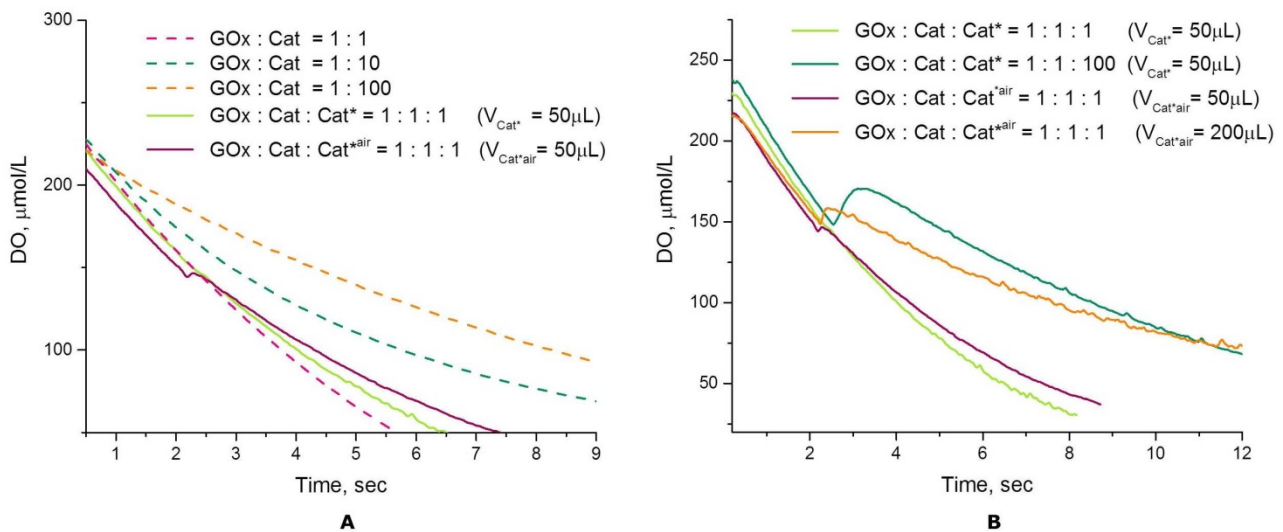 300
200
100
DO, µmol/L
GOx : Cat = 1 : 1
GOx : Cat = 1 : 10
GOx : Cat = 1 : 100
GOx : Cat : Cat* = 1 : 1 : 1 (VCat* = 50µL)
GOx : Cat : Cat*air = 1 : 1 : 1 (VCat*air = 50µL)
1 2 3 4 5 6 7 8 9
Time, sec
A
250
200
150
100
50
DO, µmol/L
GOx : Cat : Cat* = 1 : 1 : 1 (VCat* = 50µL)
GOx : Cat : Cat* = 1 : 1 : 100 (VCat* = 50µL)
GOx : Cat : Cat*air = 1 : 1 : 1 (VCat*air = 50µL)
GOx : Cat : Cat*air = 1 : 1 : 1 (VCat*air = 200µL)
2 4 6 8 10 12
Time, sec
B